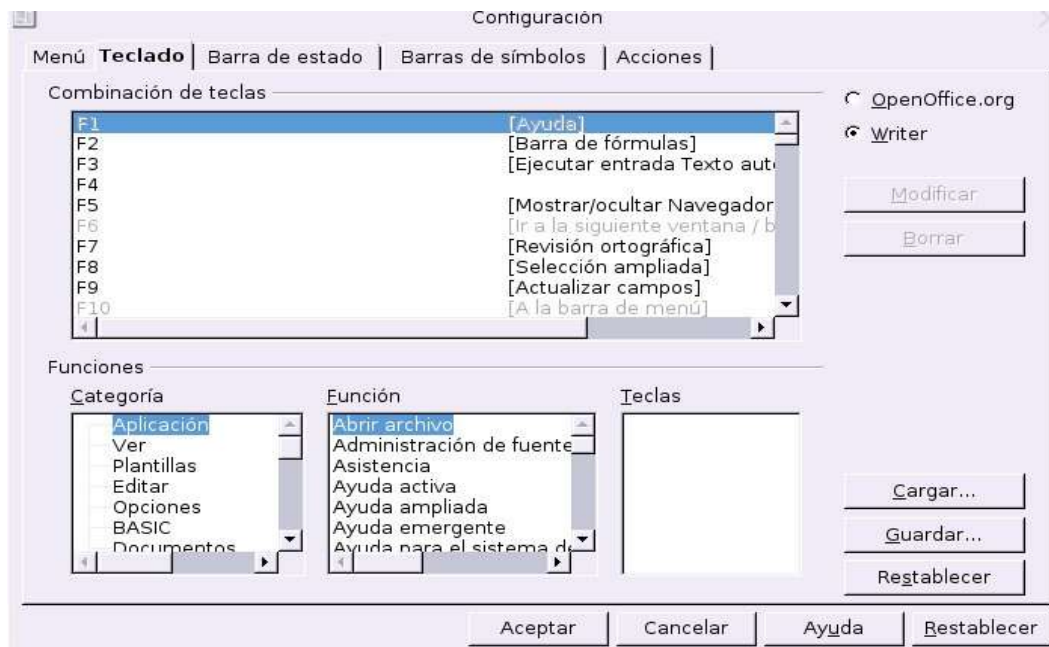 Configuración
Menú Teclado Barra de estado Barras de símbolos Acciones
Combinación de teclas
OpenOffice.org
Writer
F1 [Ayuda]
F2 [Barra de fórmulas]
F3 [Ejecutar entrada Texto auto
F4
F5 [Mostrar/ocultar Navegador
F6 [Ir a la siguiente ventana / b
F7 [Revisión ortográfica]
F8 [Selección ampliada]
F9 [Actualizar campos]
F10 [A la barra de menú]
Modificar
Borrar
Funciones
Categoría
Aplicación
Ver
Plantillas
Editar
Opciones
BASIC
Documentos
Función
Abrir archivo
Administración de fuente
Asistencia
Ayuda activa
Ayuda ampliada
Ayuda emergente
Ayuda para el sistema de
Teclas
Cargar...
Guardar...
Restablecer
Aceptar Cancelar Ayuda Restablecer